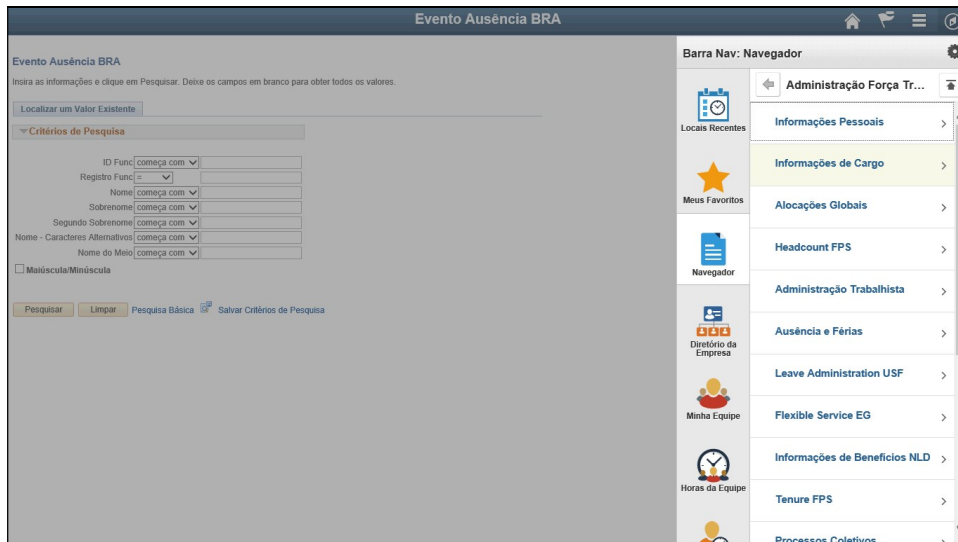 Evento Ausência BRA
Evento Ausência BRA
Insira as informações e clique em Pesquisar. Deixe os campos em branco para obter todos os valores.
Localizar um Valor Existente
Critérios de Pesquisa
ID Func começa com
Registro Func =
Nome começa com
Sobrenome começa com
Segundo Sobrenome começa com
Nome - Caracteres Alternativos começa com
Nome do Meio começa com
Maiúscula/Minúscula
Pesquisar Limpar Pesquisa Básica Salvar Critérios de Pesquisa
Barra Nav: Navegador
Locais Recentes
Meus Favoritos
Navegador
Diretório da
Empresa
Minha Equipe
Horas da Equipe
Administração Força Tr...
Informações Pessoais
Informações de Cargo
Alocações Globais
Headcount FPS
Administração Trabalhista
Ausência e Férias
Leave Administration USF
Flexible Service EG
Informações de Benefícios NLD
Tenure FPS
Processos Coletivos